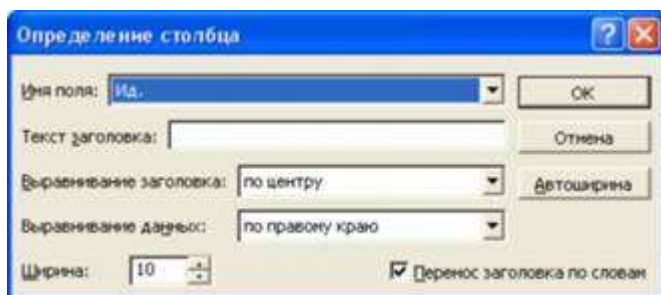 Определение столбца
Имя поля: Ид. ОК
Текст заголовка: Отмена
Выравнивание заголовка: по центру Автоширина
Выравнивание данных: по правому краю
Ширина: 10 Перенос заголовка по словам